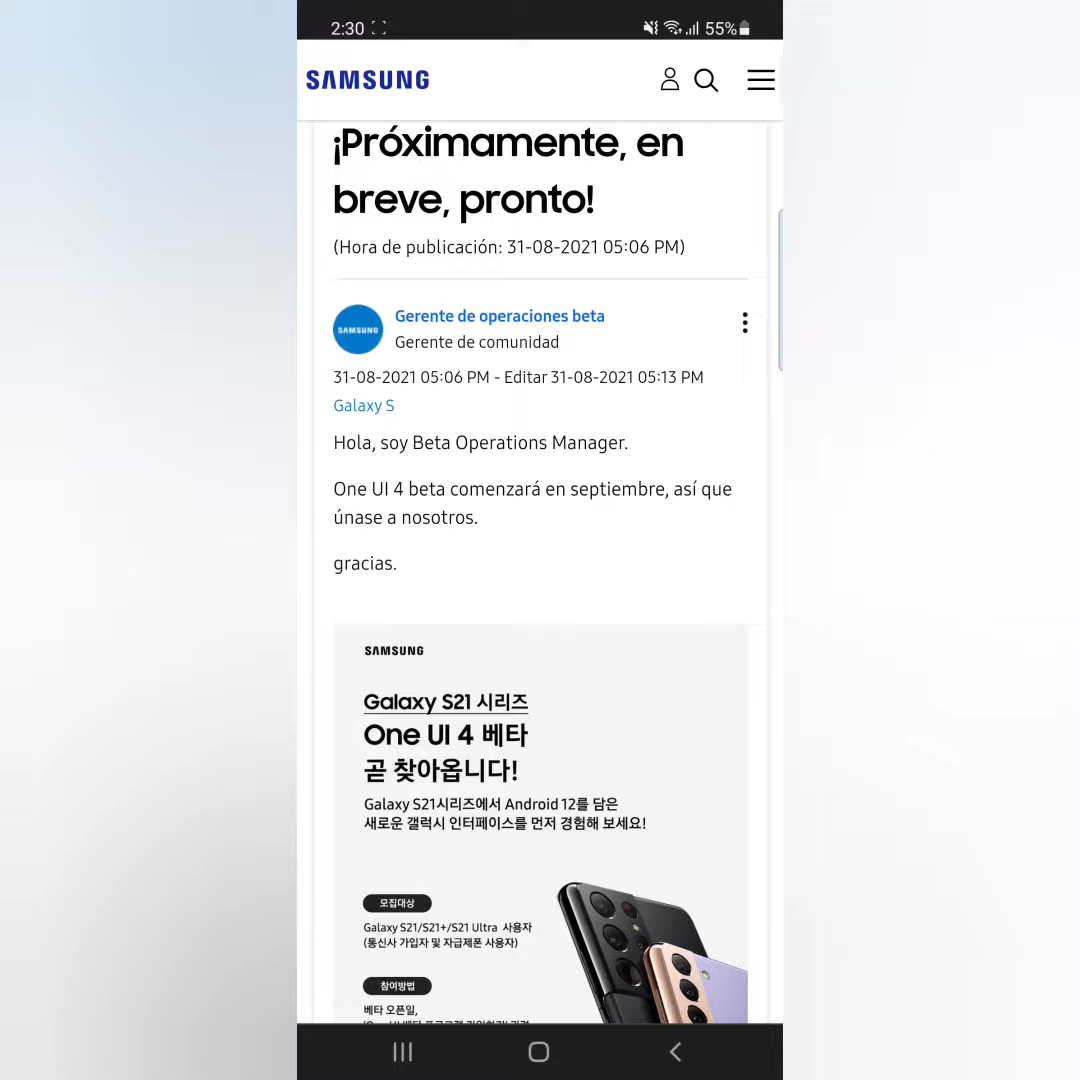 2:30
55%
SAMSUNG
¡Próximamente, en
breve, pronto!
(Hora de publicación: 31-08-2021 05:06 PM)
SAMSUNG
Gerente de operaciones beta
Gerente de comunidad
31-08-2021 05:06 PM - Editar 31-08-2021 05:13 PM
Galaxy S
Hola, soy Beta Operations Manager.
One UI 4 beta comenzará en septiembre, así que
únase a nosotros.
gracias.
SAMSUNG
Galaxy S21 시리즈
One UI 4 베타
곧 찾아옵니다!
Galaxy S21시리즈에서 Android 12를 담은
새로운 갤럭시 인터페이스를 먼저 경험해 보세요!
모집대상
Galaxy S21/S21+/S21 Ultra 사용자
(통신사 가입자 및 자급제폰 사용자)
참여방법
베타 오픈일,